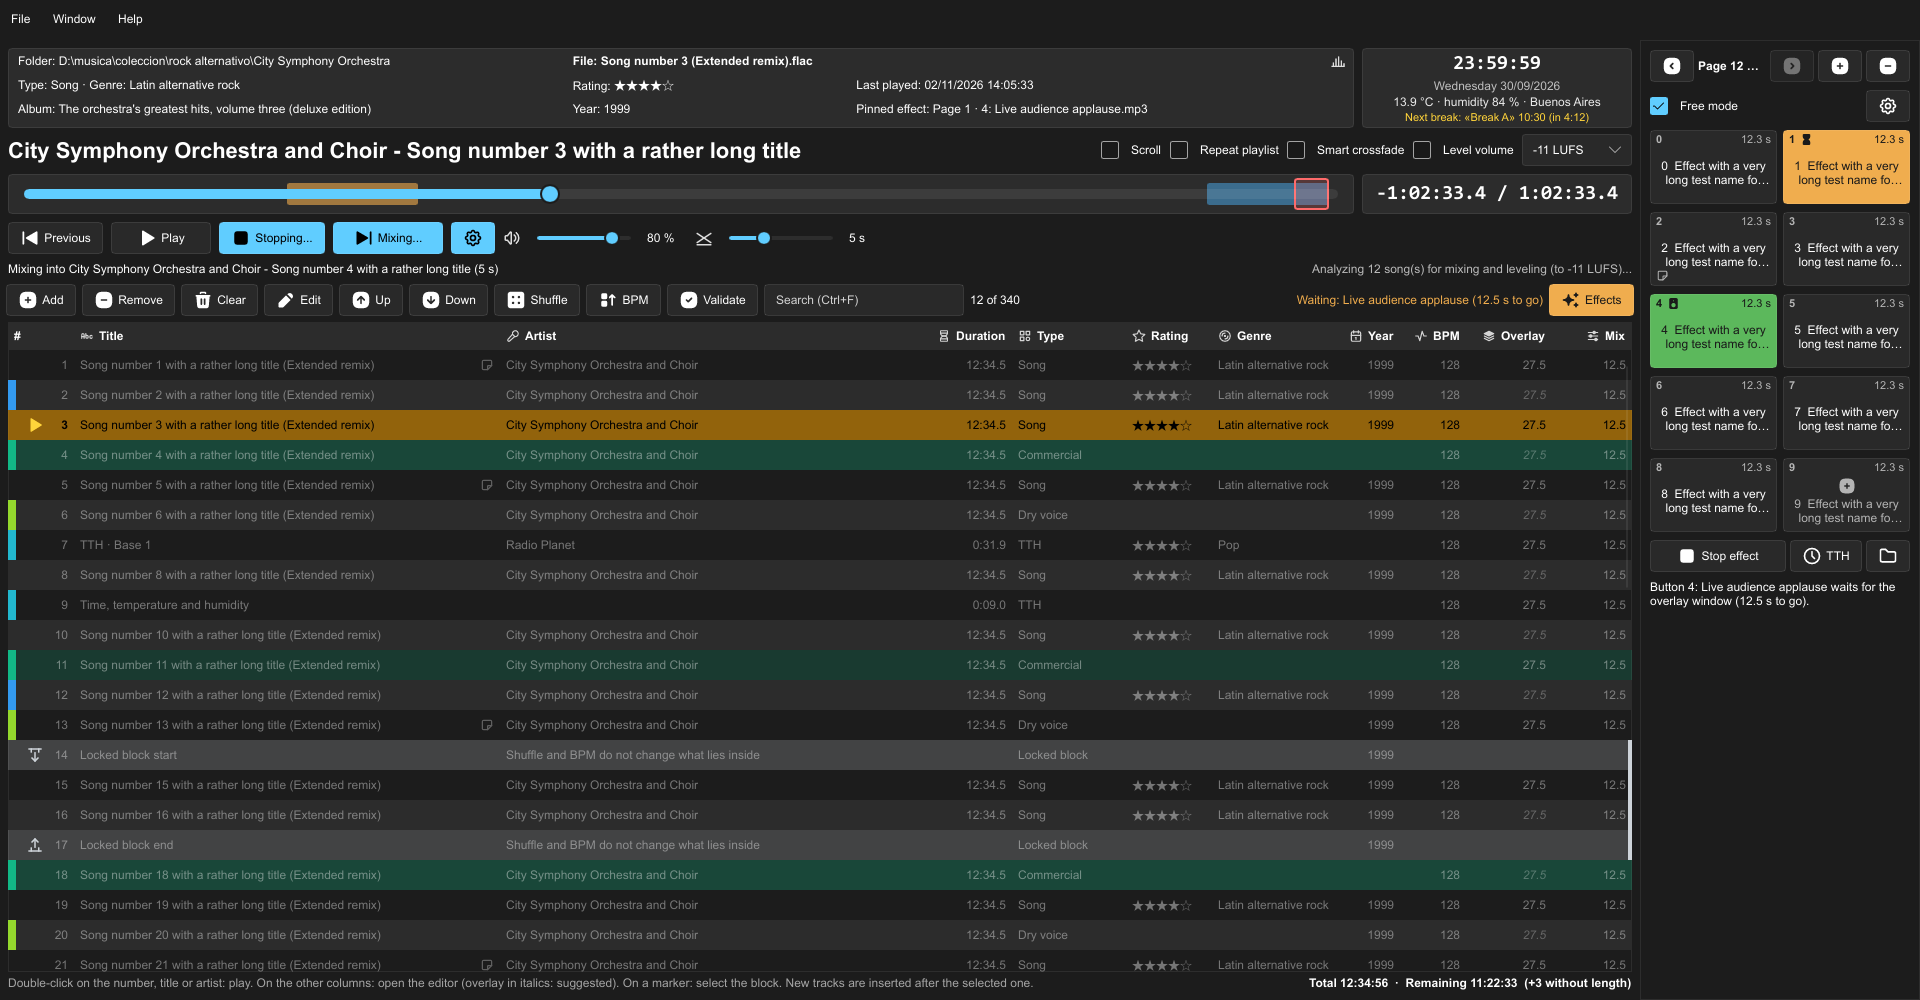 File Window Help
Folder: D:\musica\coleccion\rock alternativo\City Symphony Orchestra
File: Song number 3 (Extended remix).flac
Type: Song · Genre: Latin alternative rock
Rating: ★★★★☆
Last played: 02/11/2026 14:05:33
Album: The orchestra's greatest hits, volume three (deluxe edition)
Year: 1999
Pinned effect: Page 1 · 4: Live audience applause.mp3
23:59:59
Wednesday 30/09/2026
13.9 °C · humidity 84 % · Buenos Aires
Next break: «Break A» 10:30 (in 4:12)
City Symphony Orchestra and Choir - Song number 3 with a rather long title
Scroll Repeat playlist Smart crossfade Level volume -11 LUFS
-1:02:33.4 / 1:02:33.4
Previous Play Stopping... Mixing... 80 % 5 s
Mixing into City Symphony Orchestra and Choir - Song number 4 with a rather long title (5 s)
Analyzing 12 song(s) for mixing and leveling (to -11 LUFS)...
Add Remove Clear Edit Up Down Shuffle BPM Validate Search (Ctrl+F) 12 of 340
Waiting: Live audience applause (12.5 s to go) Effects
# Title Artist Duration Type Rating Genre Year BPM Overlay Mix
1 Song number 1 with a rather long title (Extended remix) City Symphony Orchestra and Choir 12:34.5 Song ★★★★☆ Latin alternative rock 1999 128 27.5 12.5
2 Song number 2 with a rather long title (Extended remix) City Symphony Orchestra and Choir 12:34.5 Song ★★★★☆ Latin alternative rock 1999 128 27.5 12.5
3 Song number 3 with a rather long title (Extended remix) City Symphony Orchestra and Choir 12:34.5 Song ★★★★☆ Latin alternative rock 1999 128 27.5 12.5
4 Song number 4 with a rather long title (Extended remix) City Symphony Orchestra and Choir 12:34.5 Commercial 128 27.5 12.5
5 Song number 5 with a rather long title (Extended remix) City Symphony Orchestra and Choir 12:34.5 Song ★★★★☆ Latin alternative rock 1999 128 27.5 12.5
6 Song number 6 with a rather long title (Extended remix) City Symphony Orchestra and Choir 12:34.5 Dry voice 1999 128 27.5 12.5
7 TTH · Base 1 Radio Planet 0:31.9 TTH ★★★★☆ Pop 128 27.5 12.5
8 Song number 8 with a rather long title (Extended remix) City Symphony Orchestra and Choir 12:34.5 Song ★★★★☆ Latin alternative rock 1999 128 27.5 12.5
9 Time, temperature and humidity 0:09.0 TTH 128 27.5 12.5
10 Song number 10 with a rather long title (Extended remix) City Symphony Orchestra and Choir 12:34.5 Song ★★★★☆ Latin alternative rock 1999 128 27.5 12.5
11 Song number 11 with a rather long title (Extended remix) City Symphony Orchestra and Choir 12:34.5 Commercial 128 27.5 12.5
12 Song number 12 with a rather long title (Extended remix) City Symphony Orchestra and Choir 12:34.5 Song ★★★★☆ Latin alternative rock 1999 128 27.5 12.5
13 Song number 13 with a rather long title (Extended remix) City Symphony Orchestra and Choir 12:34.5 Dry voice 1999 128 27.5 12.5
14 Locked block start Shuffle and BPM do not change what lies inside Locked block 1999
15 Song number 15 with a rather long title (Extended remix) City Symphony Orchestra and Choir 12:34.5 Song ★★★★☆ Latin alternative rock 1999 128 27.5 12.5
16 Song number 16 with a rather long title (Extended remix) City Symphony Orchestra and Choir 12:34.5 Song ★★★★☆ Latin alternative rock 1999 128 27.5 12.5
17 Locked block end Shuffle and BPM do not change what lies inside Locked block 1999
18 Song number 18 with a rather long title (Extended remix) City Symphony Orchestra and Choir 12:34.5 Commercial 128 27.5 12.5
19 Song number 19 with a rather long title (Extended remix) City Symphony Orchestra and Choir 12:34.5 Song ★★★★☆ Latin alternative rock 1999 128 27.5 12.5
20 Song number 20 with a rather long title (Extended remix) City Symphony Orchestra and Choir 12:34.5 Dry voice 1999 128 27.5 12.5
21 Song number 21 with a rather long title (Extended remix) City Symphony Orchestra and Choir 12:34.5 Song ★★★★☆ Latin alternative rock 1999 128 27.5 12.5
Double-click on the number, title or artist: play. On the other columns: open the editor (overlay in italics: suggested). On a marker: select the block. New tracks are inserted after the selected one.
Total 12:34:56 · Remaining 11:22:33 (+3 without length)
Page 12 ...
Free mode
0 12.3 s
0 Effect with a very
long test name fo...
1 12.3 s
1 Effect with a very
long test name fo...
2 12.3 s
2 Effect with a very
long test name fo...
3 12.3 s
3 Effect with a very
long test name fo...
4 12.3 s
4 Effect with a very
long test name fo...
5 12.3 s
5 Effect with a very
long test name fo...
6 12.3 s
6 Effect with a very
long test name fo...
7 12.3 s
7 Effect with a very
long test name fo...
8 12.3 s
8 Effect with a very
long test name fo...
9 12.3 s
9 Effect with a very
long test name fo...
Stop effect TTH
Button 4: Live audience applause waits for the
overlay window (12.5 s to go).